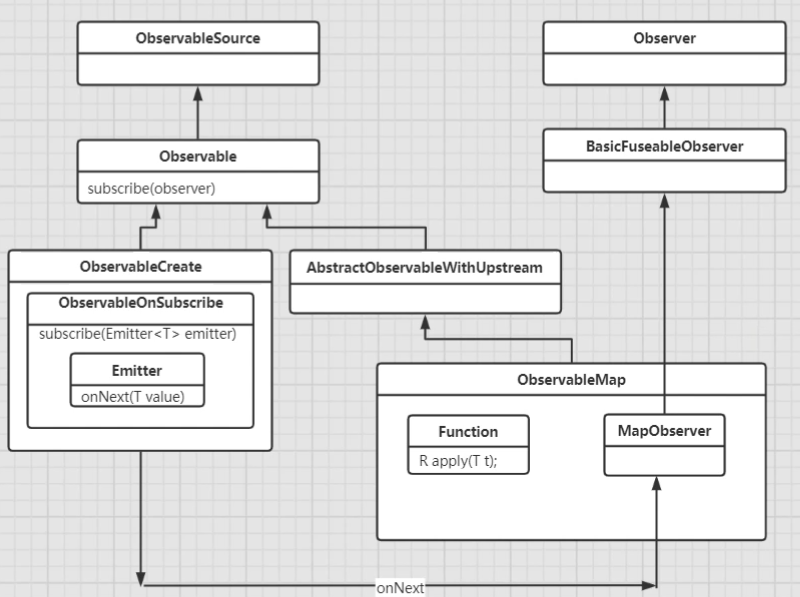 ObservableSource
Observer
Observable
subscribe(observer)
BasicFuseableObserver
ObservableCreate
AbstractObservableWithUpstream
ObservableOnSubscribe
subscribe(Emitter<T> emitter)
Emitter
onNext(T value)
ObservableMap
Function
R apply(T t);
MapObserver
onNext